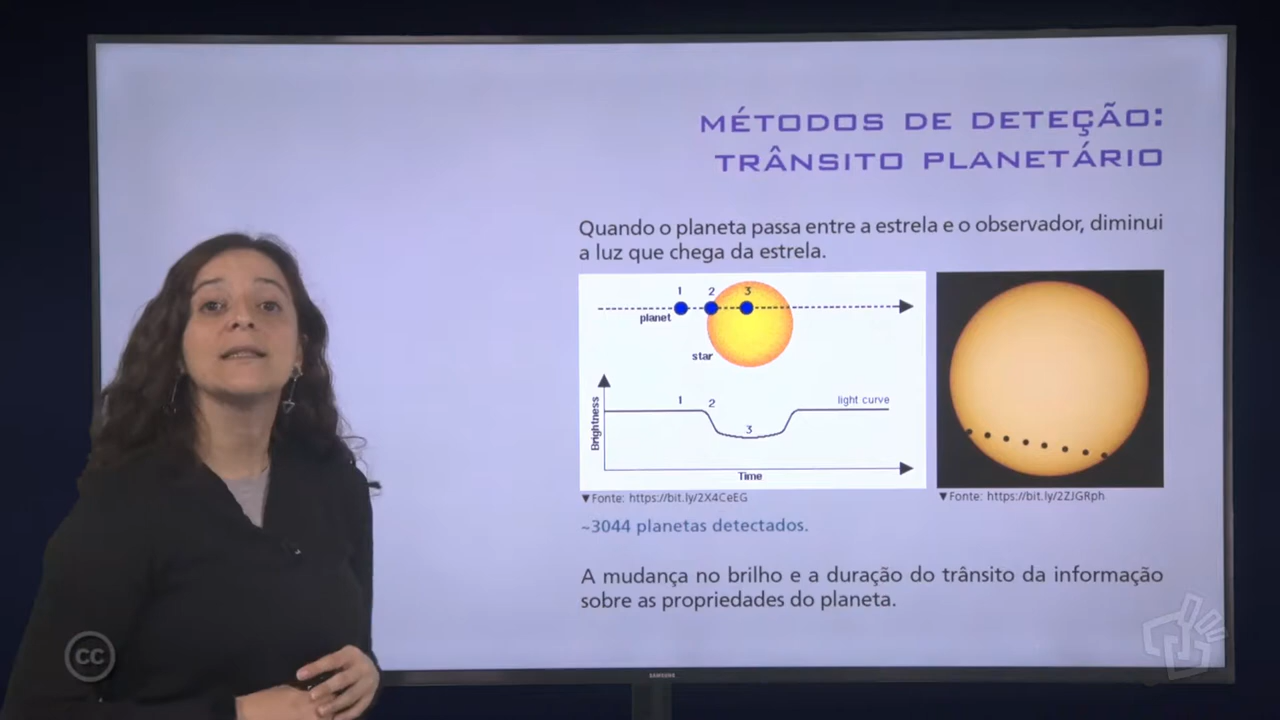 MÉTODOS DE DETEÇÃO:
TRÂNSITO PLANETÁRIO
Quando o planeta passa entre a estrela e o observador, diminui
a luz que chega da estrela.
1 2 3
planet
star
Brightness
1 2 3
light curve
Time
▼Fonte: https://bit.ly/2X4CeEG
▼Fonte: https://bit.ly/2ZJGRph
~3044 planetas detectados.
A mudança no brilho e a duração do trânsito da informação
sobre as propriedades do planeta.
SAMSUNG
CC